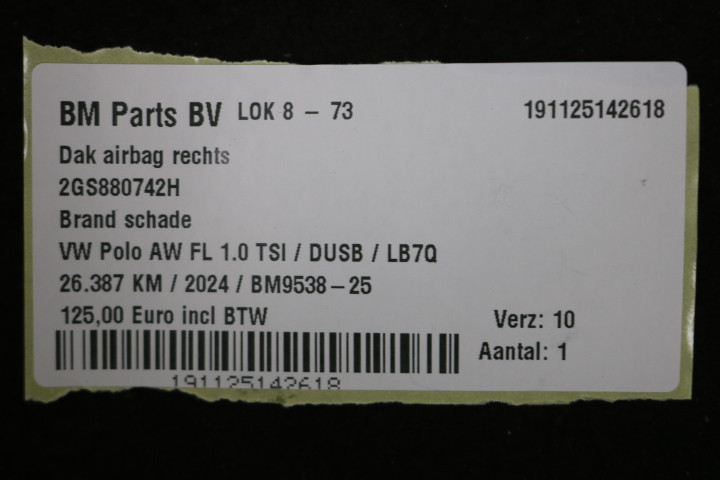 BM Parts BV LOK 8 – 73 191125142618
Dak airbag rechts
2GS880742H
Brand schade
VW Polo AW FL 1.0 TSI / DUSB / LB7Q
26.387 KM / 2024 / BM9538–25
125,00 Euro incl BTW Verz: 10
Aantal: 1
191125142618